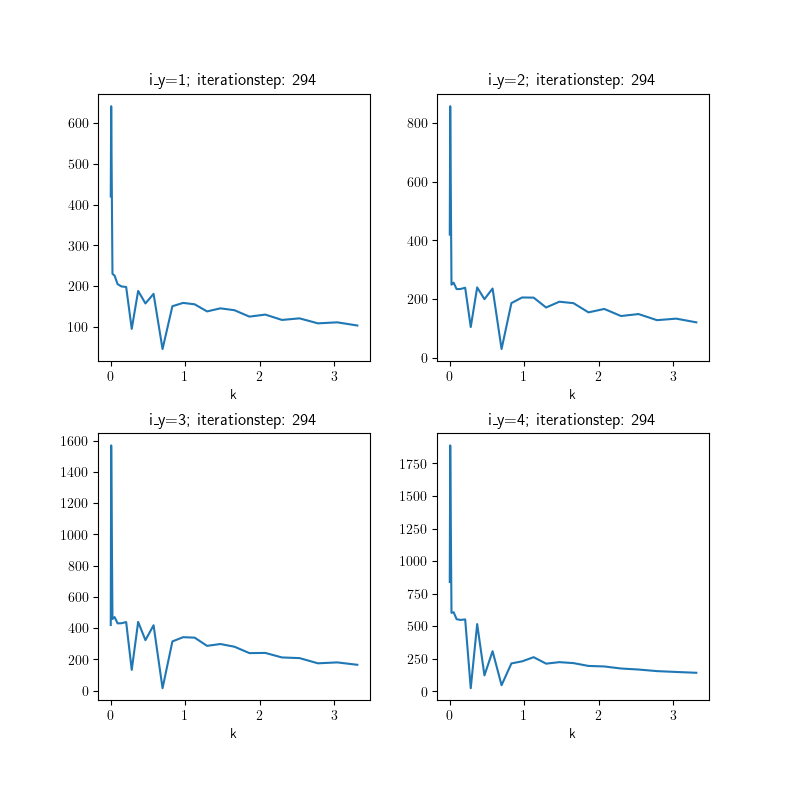 i_y=1; iterationstep: 294
i_y=2; iterationstep: 294
600
500
400
300
200
100
0 1 2 3
k
800
600
400
200
0
0 1 2 3
k
i_y=3; iterationstep: 294
i_y=4; iterationstep: 294
1600
1400
1200
1000
800
600
400
200
0
0 1 2 3
k
1750
1500
1250
1000
750
500
250
0
0 1 2 3
k